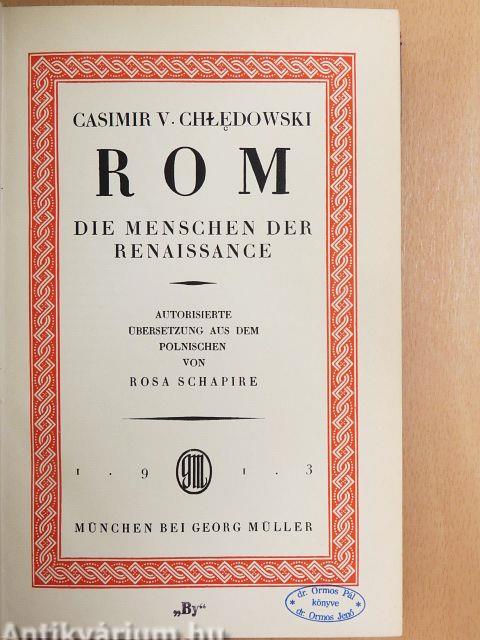 CASIMIR V. CHŁĘDOWSKI
ROM
DIE MENSCHEN DER
RENAISSANCE
AUTORISIERTE
ÜBERSETZUNG AUS DEM
POLNISCHEN
VON
ROSA SCHAPIRE
1 . 9 GM 1 . 3
MÜNCHEN BEI GEORG MÜLLER
„By“
dr. Ormos Pál
könyve
dr. Ormos Jenő
Antikvárium.hu